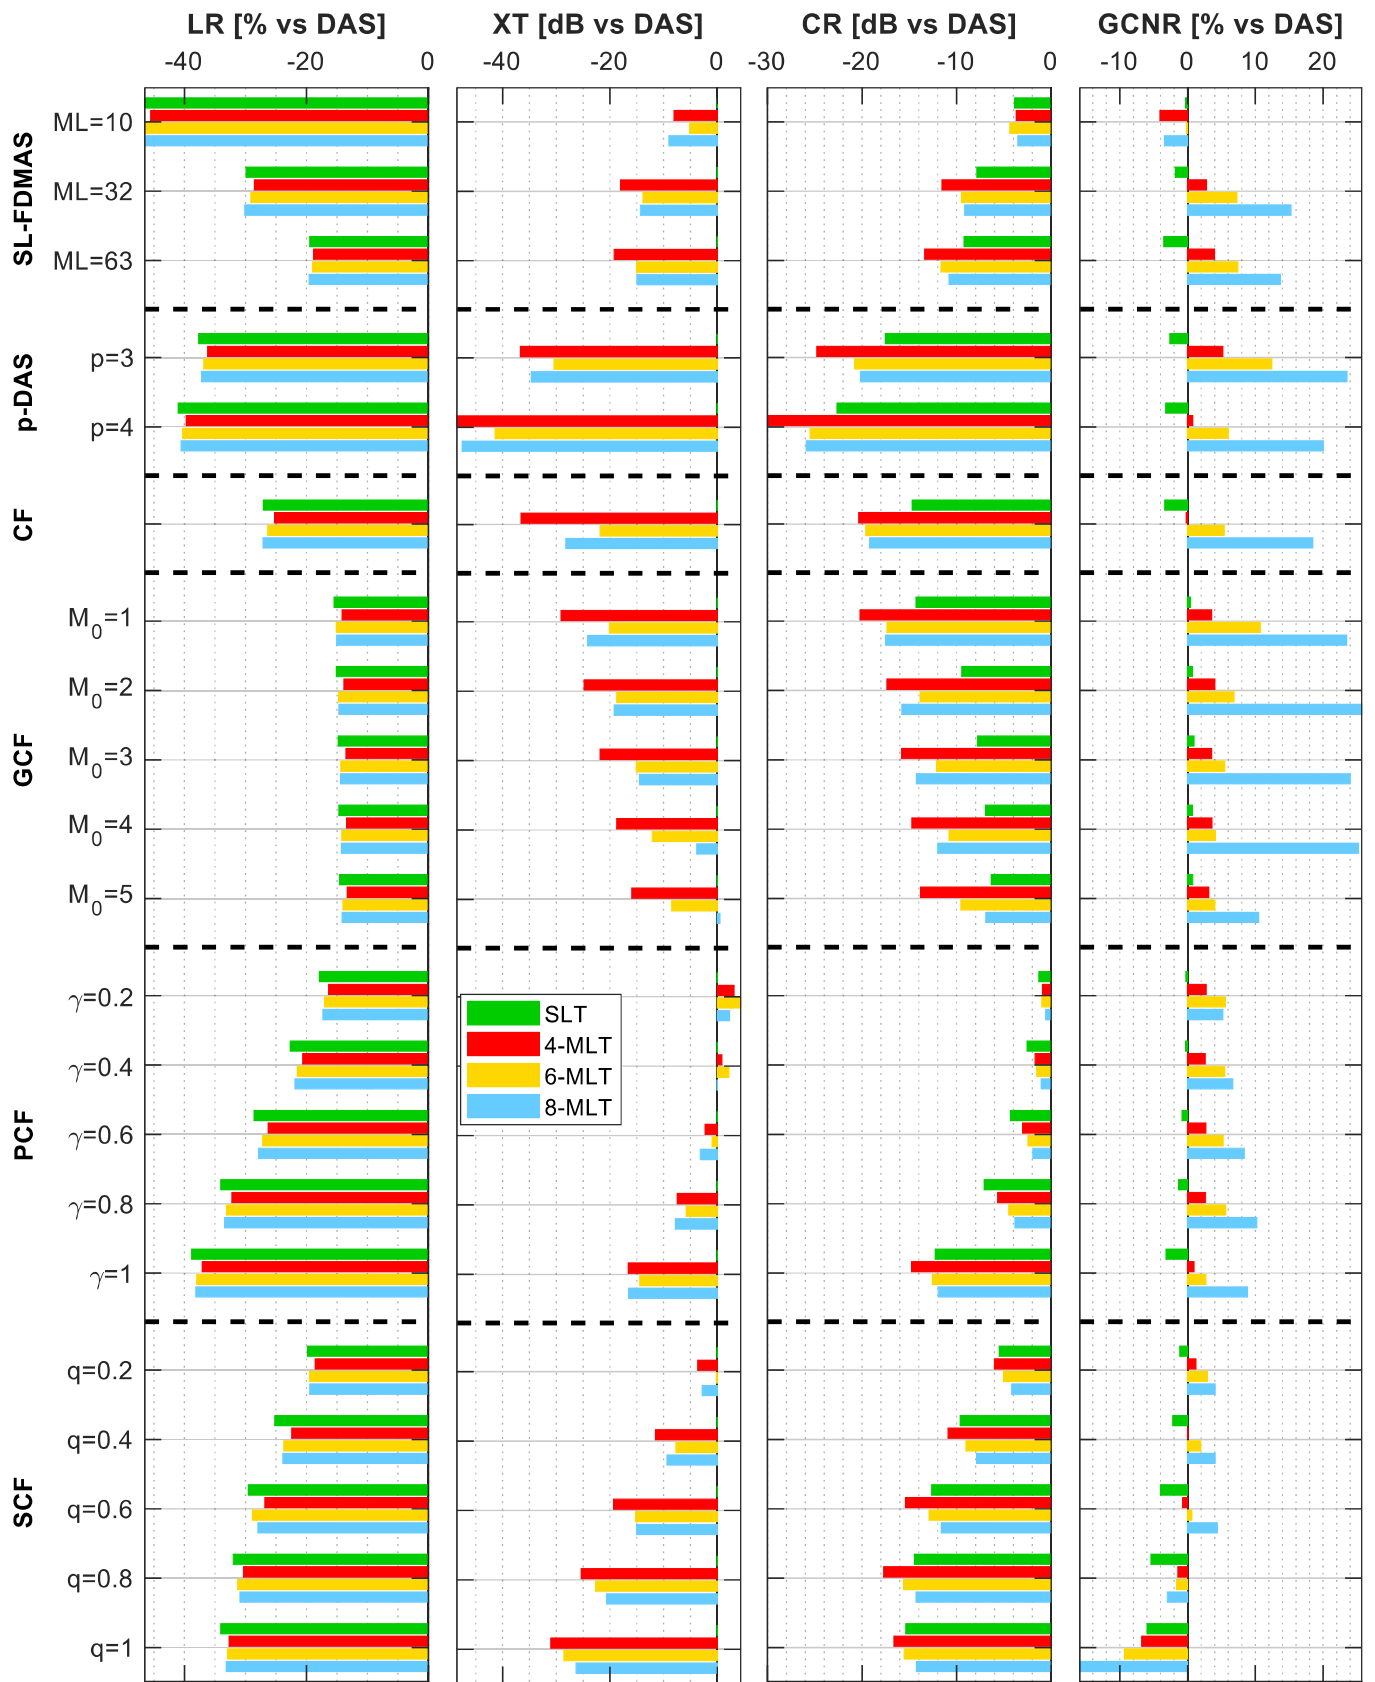 LR [% vs DAS] XT [dB vs DAS] CR [dB vs DAS] GCNR [% vs DAS]
-40 -20 0 -40 -20 0 -30 -20 -10 0 -10 0 10 20
SL-FDMAS
ML=10
ML=32
ML=63
p-DAS
p=3
p=4
CF
GCF
M0=1
M0=2
M0=3
M0=4
M0=5
PCF
γ=0.2
γ=0.4
γ=0.6
γ=0.8
γ=1
SLT
4-MLT
6-MLT
8-MLT
SCF
q=0.2
q=0.4
q=0.6
q=0.8
q=1